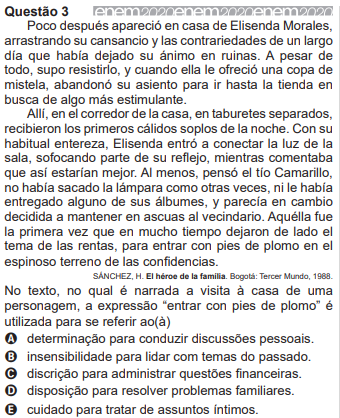 Questão 3 enem2020enem2020enem2020
Poco después apareció en casa de Elisenda Morales,
arrastrando su cansancio y las contrariedades de un largo
día que había dejado su ánimo en ruinas. A pesar de
todo, supo resistirlo, y cuando ella le ofreció una copa de
mistela, abandonó su asiento para ir hasta la tienda en
busca de algo más estimulante.
Allí, en el corredor de la casa, en taburetes separados,
recibieron los primeros cálidos soplos de la noche. Con su
habitual entereza, Elisenda entró a conectar la luz de la
sala, sofocando parte de su reflejo, mientras comentaba
que así estarían mejor. Al menos, pensó el tío Camarillo,
no había sacado la lámpara como otras veces, ni le había
entregado alguno de sus álbumes, y parecía en cambio
decidida a mantener en ascuas al vecindario. Aquélla fue
la primera vez que en mucho tiempo dejaron de lado el
tema de las rentas, para entrar con pies de plomo en el
espinoso terreno de las confidencias.
SÁNCHEZ, H. El héroe de la familia. Bogotá: Tercer Mundo, 1988.
No texto, no qual é narrada a visita à casa de uma
personagem, a expressão “entrar con pies de plomo” é
utilizada para se referir ao(à)
A determinação para conduzir discussões pessoais.
B insensibilidade para lidar com temas do passado.
C discrição para administrar questões financeiras.
D disposição para resolver problemas familiares.
E cuidado para tratar de assuntos íntimos.